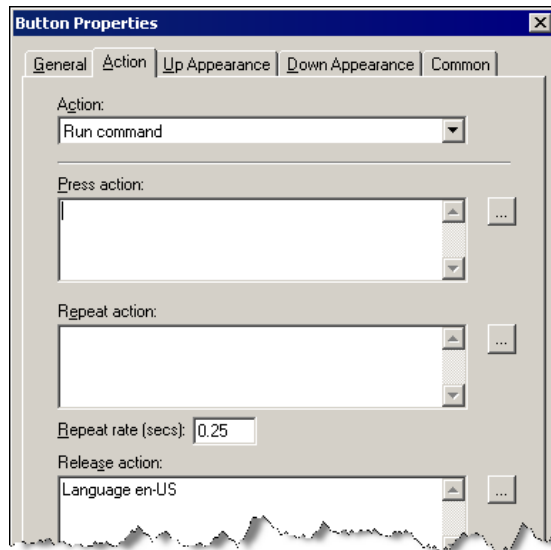 Button Properties
General Action Up Appearance Down Appearance Common
Action:
Run command
Press action:
...
Repeat action:
...
Repeat rate (secs): 0.25
Release action:
Language en-US
...